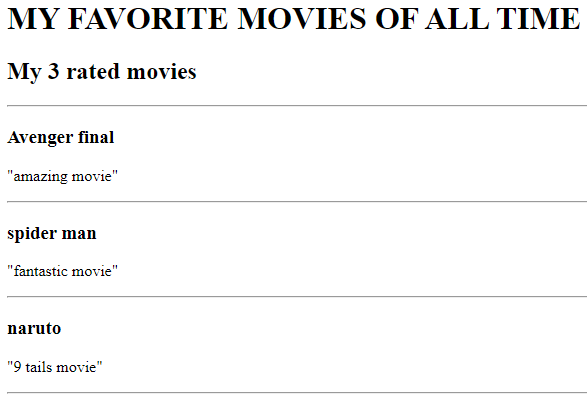 MY FAVORITE MOVIES OF ALL TIME
My 3 rated movies
Avenger final
"amazing movie"
spider man
"fantastic movie"
naruto
"9 tails movie"